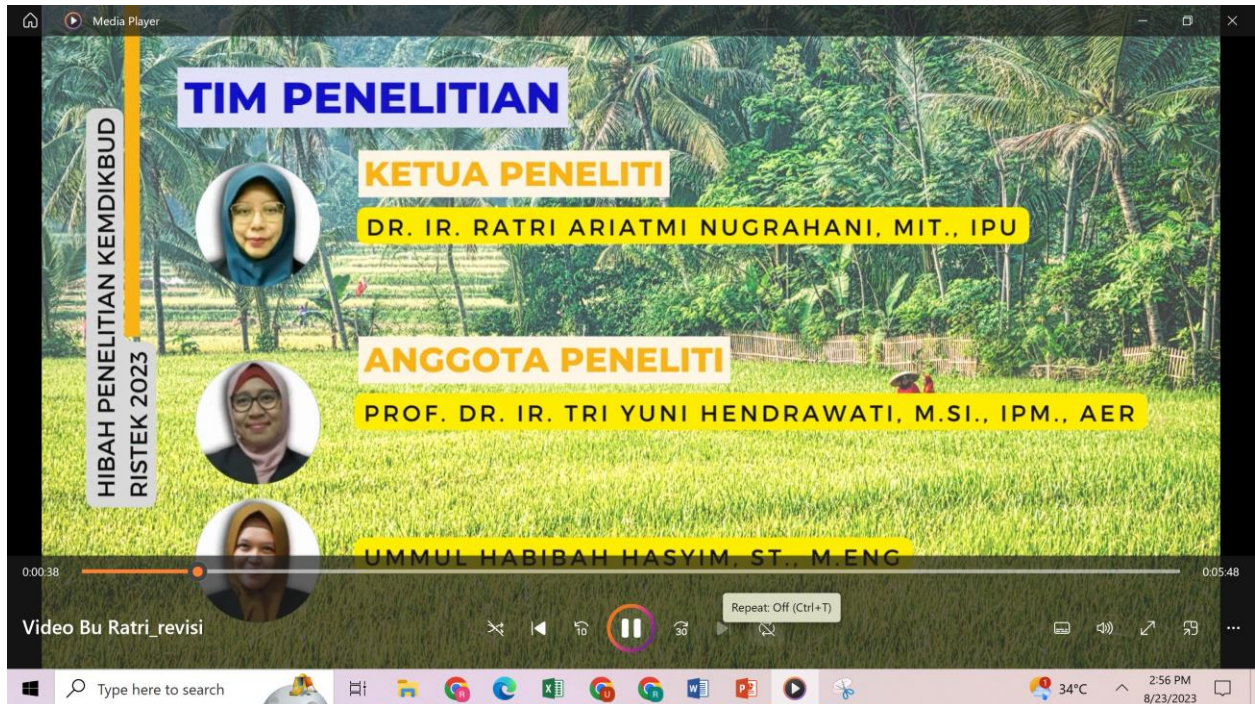 Media Player
TIM PENELITIAN
HIBAH PENELITIAN KEMDIKBUD
RISTEK 2023
KETUA PENELITI
DR. IR. RATRI ARIATMI NUGRAHANI, MIT., IPU
ANGGOTA PENELITI
PROF. DR. IR. TRI YUNI HENDRAWATI, M.SI., IPM., AER
UMMUL HABIBAH HASYIM, ST., M.ENG
0:00:38
0:05:48
Repeat: Off (Ctrl+T)
Video Bu Ratri_revisi
10
30
Type here to search
34°C
2:56 PM
8/23/2023